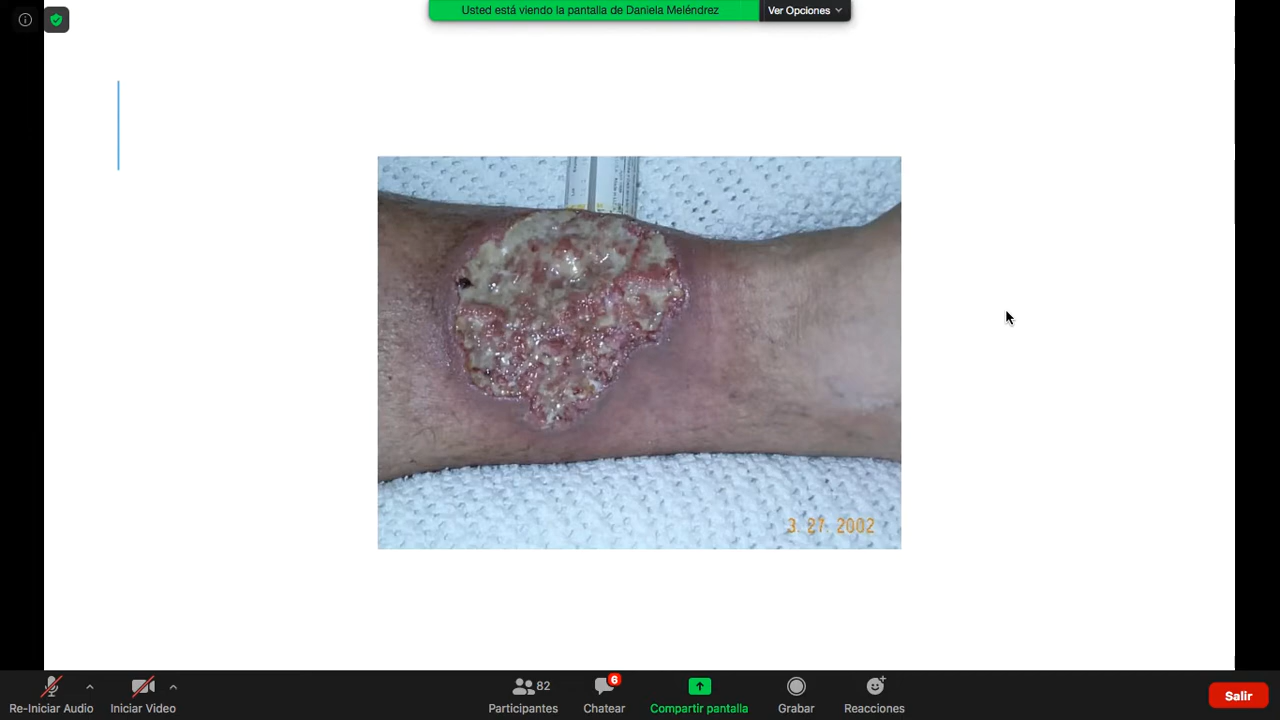 Usted está viendo la pantalla de Daniela Meléndrez
Ver Opciones
3. 27. 2002
Re-Iniciar Audio
Iniciar Video
82
Participantes
6
Chatear
Compartir pantalla
Grabar
Reacciones
Salir